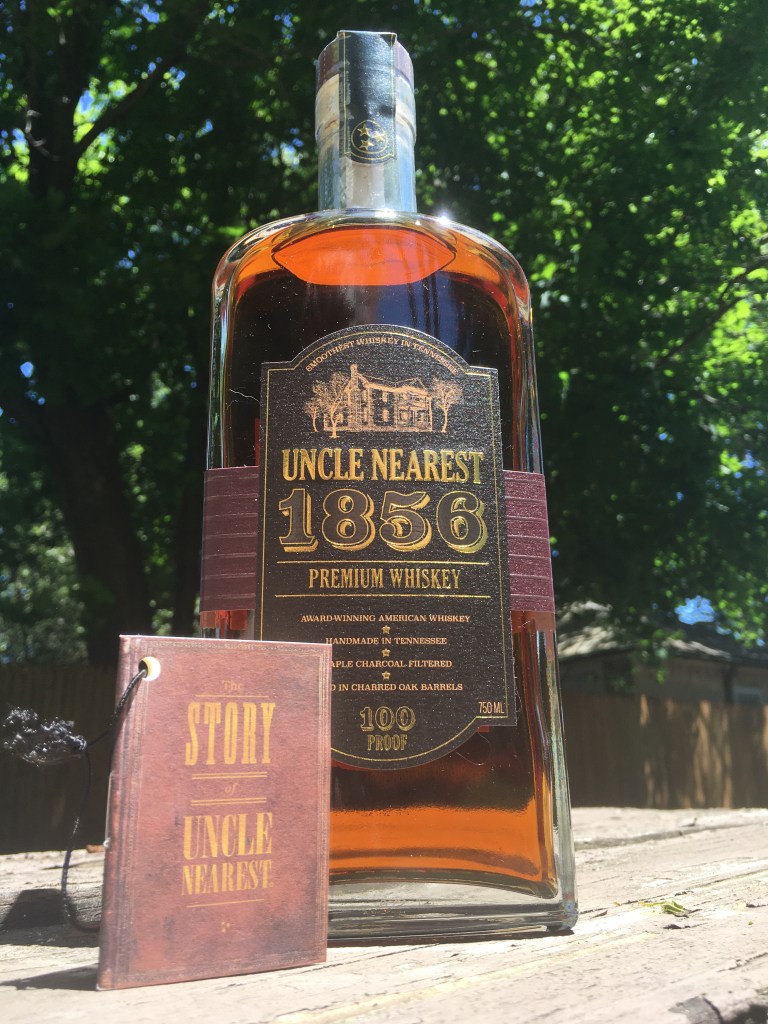 SMOOTHEST WHISKEY IN TENNESSEE
UNCLE NEAREST
1856
PREMIUM WHISKEY
AWARD-WINNING AMERICAN WHISKEY
HANDMADE IN TENNESSEE
CHARCOAL FILTERED
IN CHARRED OAK BARRELS
100
PROOF
750 ML
The
STORY
of
UNCLE
NEAREST